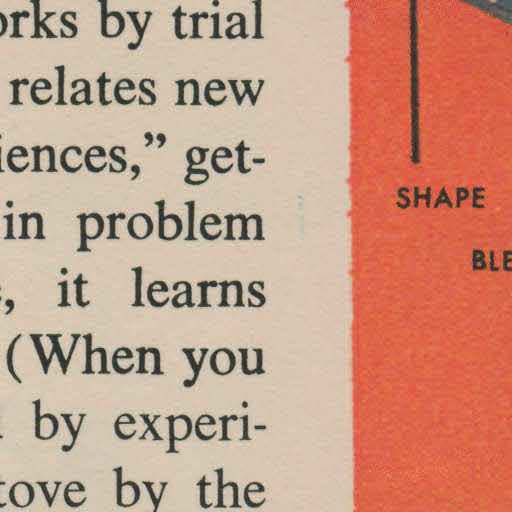 orks by trial
relates new
iences,” get-
in problem
, it learns
(When you
by experi-
tove by the
SHAPE
BLE